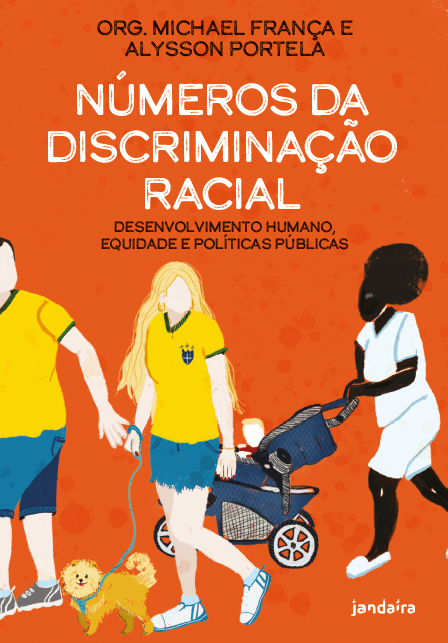 ORG. MICHAEL FRANÇA E
ALYSSON PORTELA
NÚMEROS DA
DISCRIMINAÇÃO
RACIAL
DESENVOLVIMENTO HUMANO,
EQUIDADE E POLÍTICAS PÚBLICAS
jandaíra